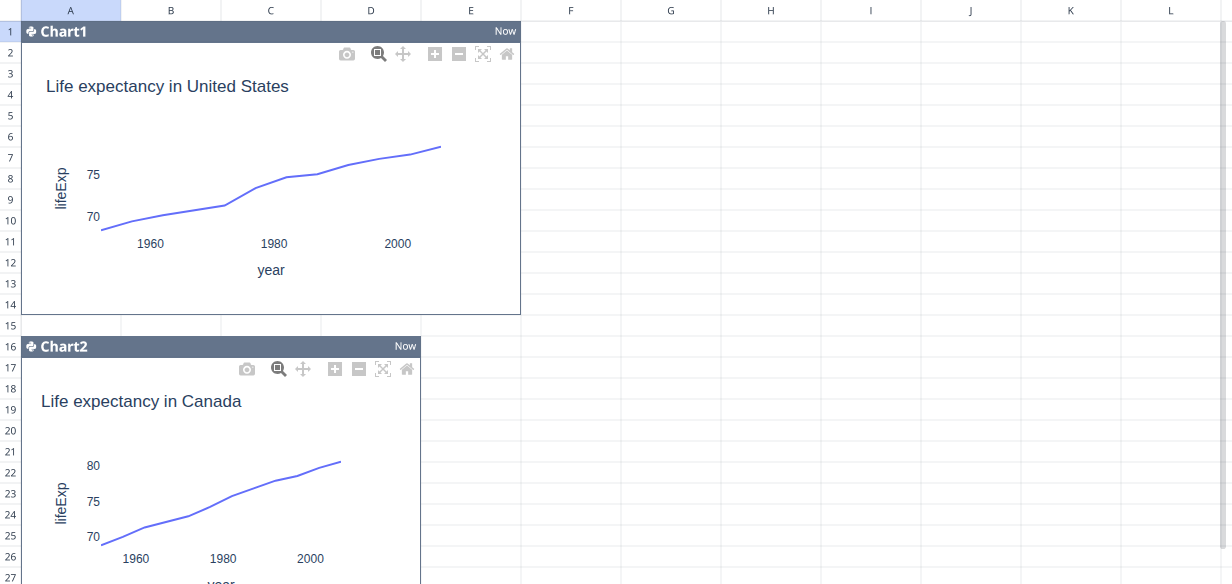 A B C D E F G H I J K L
1 Chart1 Now
2
3
4 Life expectancy in United States
5
6
7
8 75
9 lifeExp
10 70
11 1960 1980 2000
12 year
13
14
15
16 Chart2 Now
17
18
19 Life expectancy in Canada
20
21
22 80
23 75
24 lifeExp
25 70
26 1960 1980 2000
27 year